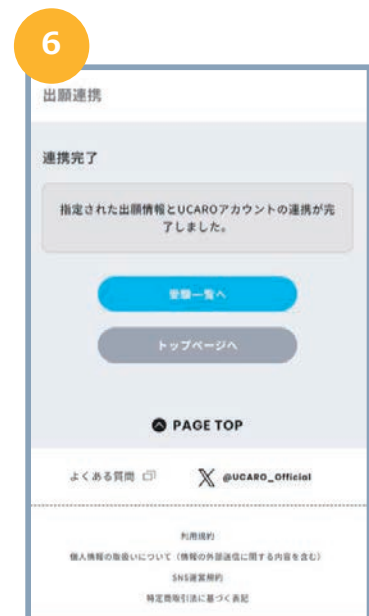 6
出願連携
連携完了
指定された出願情報とUCAROアカウントの連携が完
了しました。
受験一覧へ
トップページへ
PAGE TOP
よくある質問
@UCARO_Official
利用規約
個人情報の取扱いについて（情報の外部送信に関する内容を含む）
SNS運営規約
特定商取引法に基づく表記